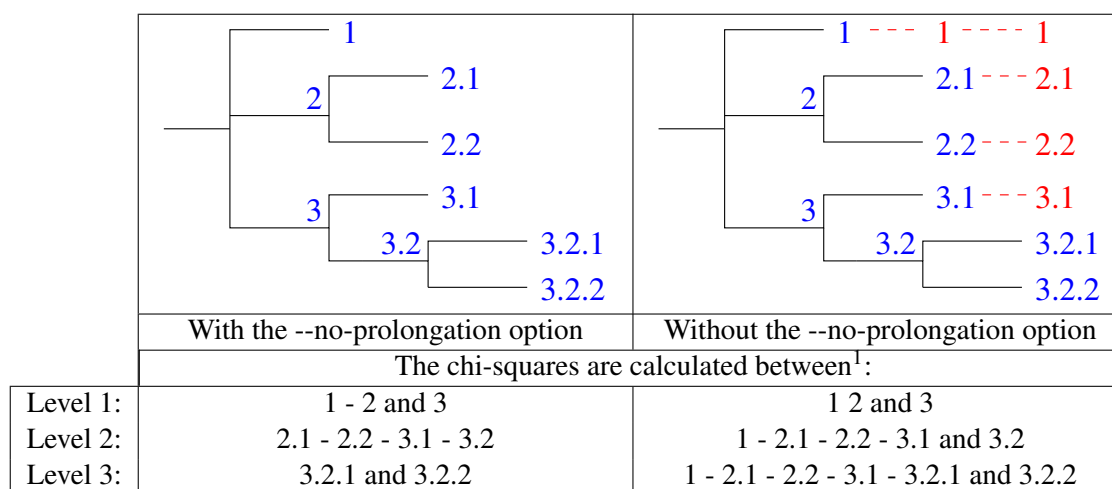 1
2.1
2
2.2
3.1
3
3.2
3.2.1
3.2.2
1 1 1
2.1 2.1
2
2.2 2.2
3.1 3.1
3
3.2
3.2.1
3.2.2
With the --no-prolongation option
Without the --no-prolongation option
The chi-squares are calculated between1:
Level 1: 1 - 2 and 3 1 2 and 3
Level 2: 2.1 - 2.2 - 3.1 - 3.2 1 - 2.1 - 2.2 - 3.1 and 3.2
Level 3: 3.2.1 and 3.2.2 1 - 2.1 - 2.2 - 3.1 - 3.2.1 and 3.2.2